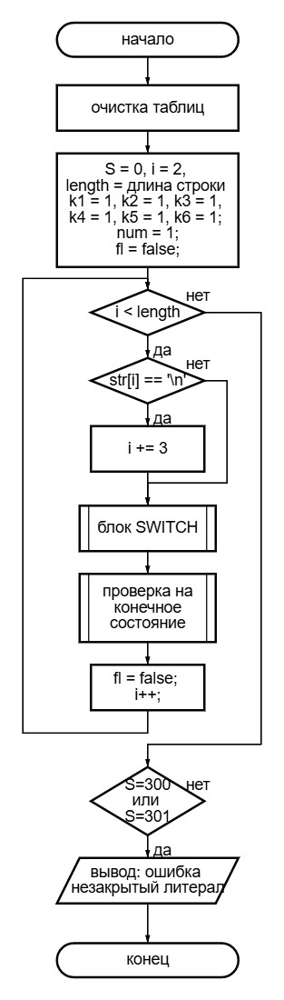 начало
очистка таблиц
S = 0, i = 2,
length = длина строки
k1 = 1, k2 = 1, k3 = 1,
k4 = 1, k5 = 1, k6 = 1;
num = 1;
fl = false;
нет
i < length
да
нет
str[i] == '\n'
да
i += 3
блок SWITCH
проверка на
конечное
состояние
fl = false;
i++;
S=300
нет
или
S=301
да
вывод: ошибка
незакрытый литерал
конец